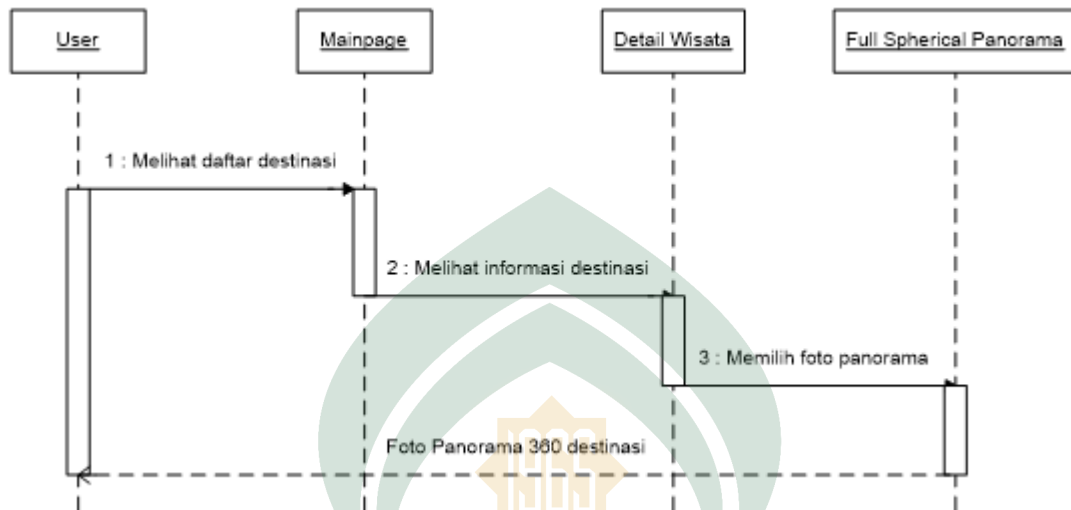 User
Mainpage
Detail Wisata
Full Spherical Panorama
1 : Melihat daftar destinasi
2 : Melihat informasi destinasi
3 : Memilih foto panorama
Foto Panorama 360 destinasi